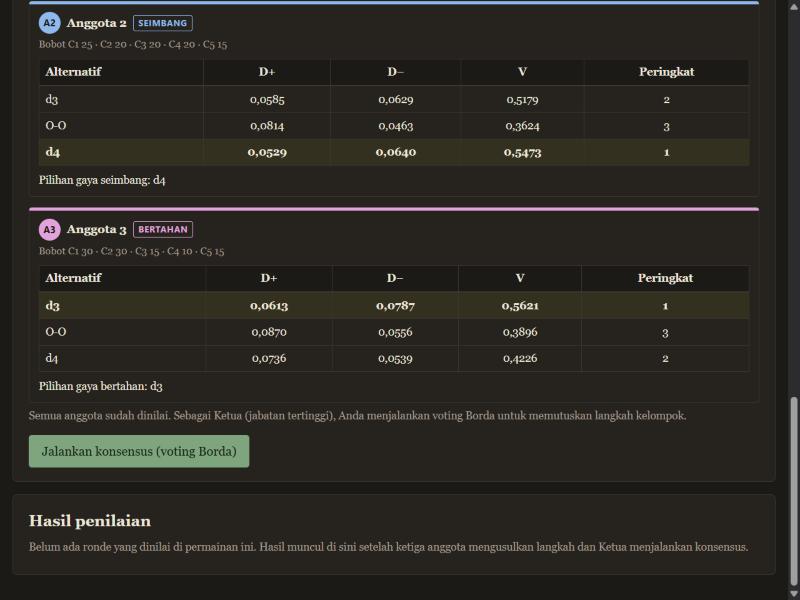 A2 Anggota 2 SEIMBANG
Bobot C1 25 · C2 20 · C3 20 · C4 20 · C5 15
Alternatif D+ D− V Peringkat
d3 0,0585 0,0629 0,5179 2
O-O 0,0814 0,0463 0,3624 3
d4 0,0529 0,0640 0,5473 1
Pilihan gaya seimbang: d4
A3 Anggota 3 BERTAHAN
Bobot C1 30 · C2 30 · C3 15 · C4 10 · C5 15
Alternatif D+ D− V Peringkat
d3 0,0613 0,0787 0,5621 1
O-O 0,0870 0,0556 0,3896 3
d4 0,0736 0,0539 0,4226 2
Pilihan gaya bertahan: d3
Semua anggota sudah dinilai. Sebagai Ketua (jabatan tertinggi), Anda menjalankan voting Borda untuk memutuskan langkah kelompok.
Jalankan konsensus (voting Borda)
Hasil penilaian
Belum ada ronde yang dinilai di permainan ini. Hasil muncul di sini setelah ketiga anggota mengusulkan langkah dan Ketua menjalankan konsensus.